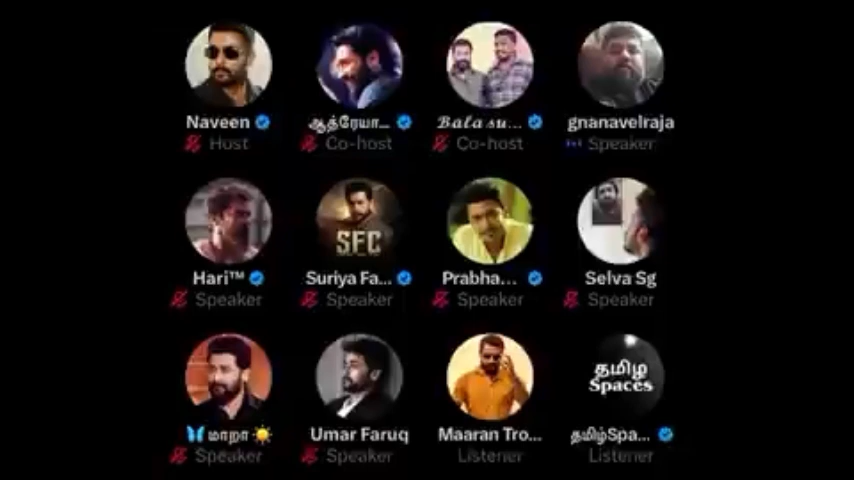 Naveen
ஆத்ரேயா...
𝓑𝓪𝓵𝓪 𝓼𝓾...
gnanavelraja
Host
Co-host
Co-host
Speaker
SFC
Hari™
Suriya Fa...
Prabha...
Selva Sg
Speaker
Speaker
Speaker
Speaker
தமிழ்
Spaces
🦋 மாறா ☀️
Umar Faruq
Maaran Tro...
தமிழ்Spa...
Speaker
Speaker
Listener
Listener